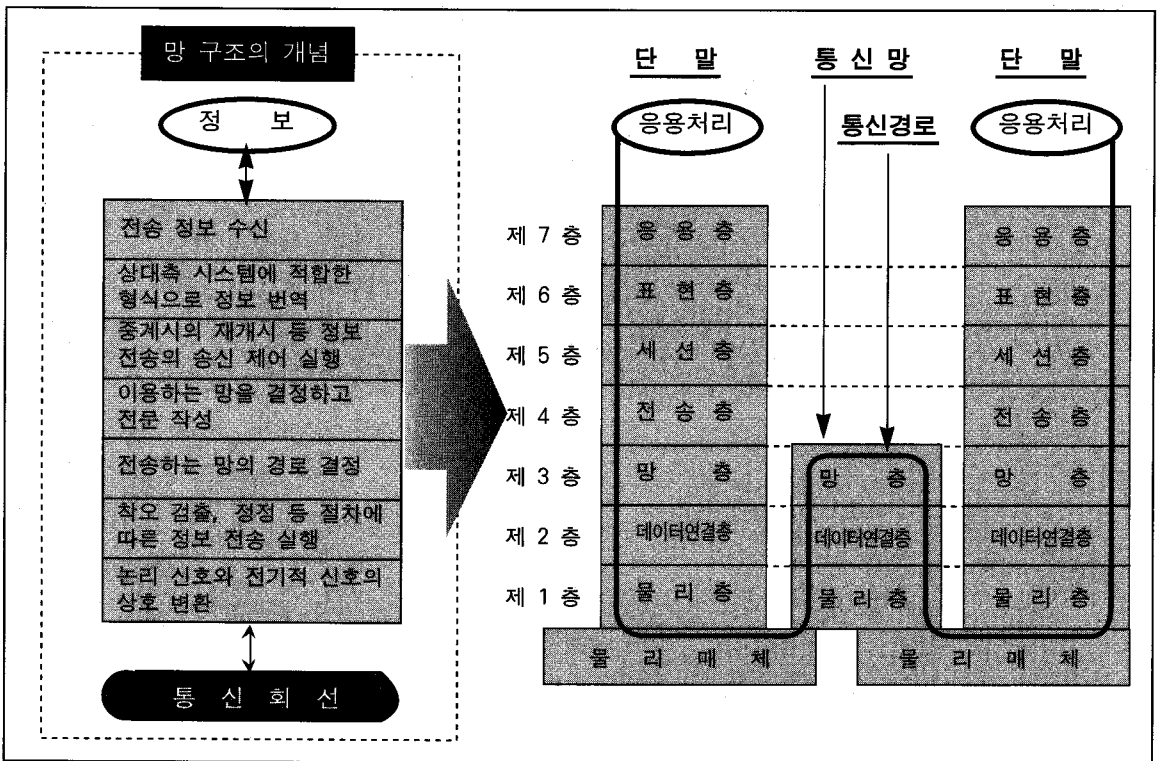 망 구조의 개념
정 보
전송 정보 수신
상대측 시스템에 적합한
형식으로 정보 번역
중계시의 재개시 등 정보
전송의 송신 제어 실행
이용하는 망을 결정하고
전문 작성
전송하는 망의 경로 결정
착오 검출, 정정 등 절차에
따른 정보 전송 실행
논리 신호와 전기적 신호의
상호 변환
통 신 회 선
단 말
통 신 망
단 말
응용처리
통신경로
응용처리
제 7 층
응 용 층
응 용 층
제 6 층
표 현 층
표 현 층
제 5 층
세 션 층
세 션 층
제 4 층
전 송 층
전 송 층
제 3 층
망 층
망 층
망 층
제 2 층
데이터연결층
데이터연결층
데이터연결층
제 1 층
물 리 층
물 리 층
물 리 층
물 리 매 체
물 리 매 체